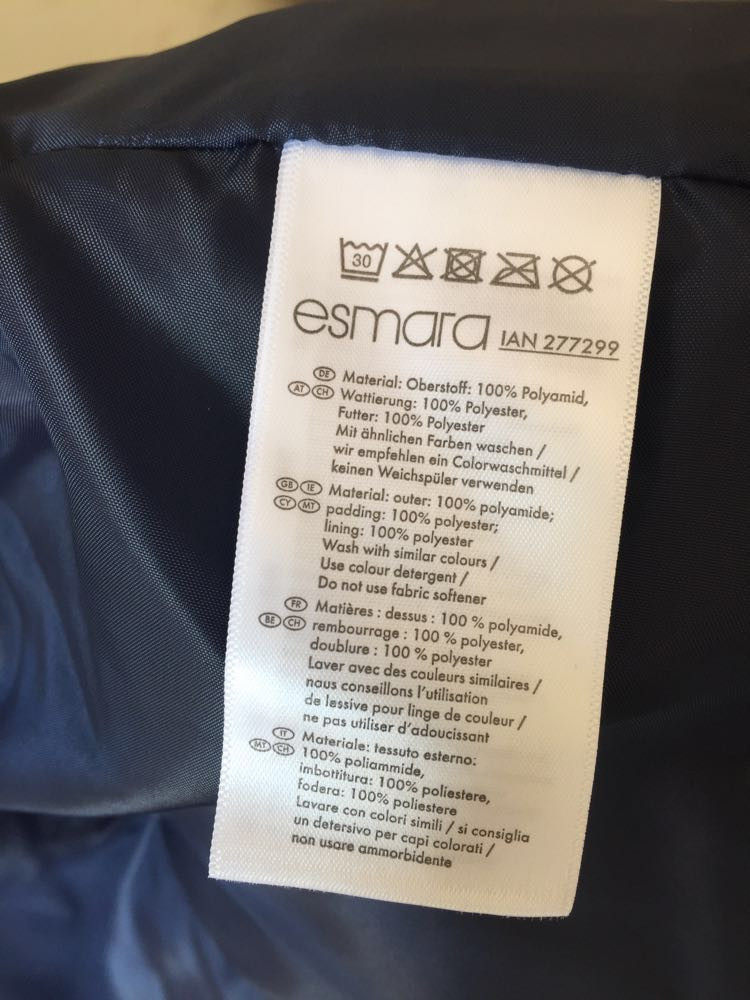 30
esmara IAN 277299
DE Material: Oberstoff: 100% Polyamid,
AT CH Wattierung: 100% Polyester,
Futter: 100% Polyester
Mit ähnlichen Farben waschen /
wir empfehlen ein Colorwaschmittel /
keinen Weichspüler verwenden
GB IE Material: outer: 100% polyamide;
CY MT padding: 100% polyester;
lining: 100% polyester
Wash with similar colours /
Use colour detergent /
Do not use fabric softener
FR Matières : dessus : 100 % polyamide,
BE CH rembourrage : 100 % polyester,
doublure : 100 % polyester
Laver avec des couleurs similaires /
nous conseillons l'utilisation
de lessive pour linge de couleur /
ne pas utiliser d'adoucissant
IT Materiale: tessuto esterno:
MT CH 100% poliammide,
imbottitura: 100% poliestere,
fodera: 100% poliestere
Lavare con colori simili / si consiglia
un detersivo per capi colorati /
non usare ammorbidente